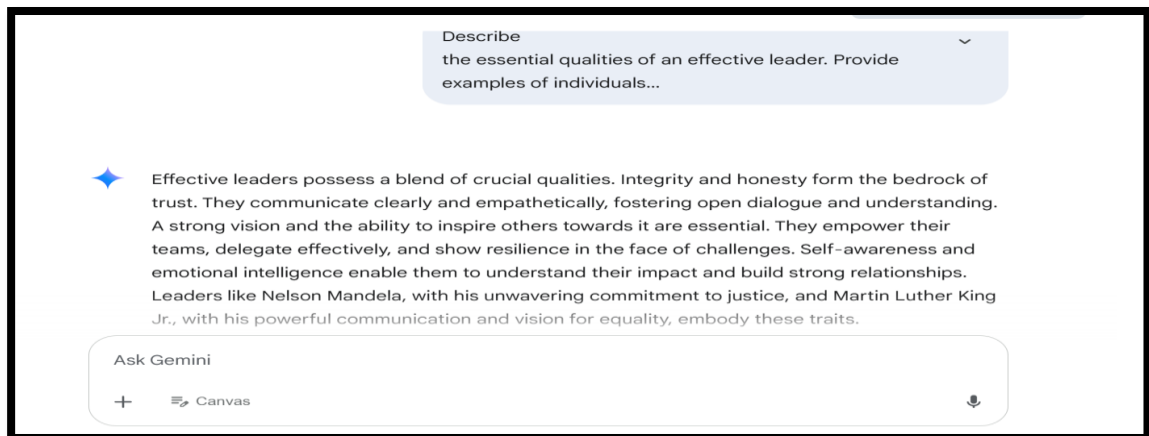 Describe
the essential qualities of an effective leader. Provide
examples of individuals...
Effective leaders possess a blend of crucial qualities. Integrity and honesty form the bedrock of
trust. They communicate clearly and empathetically, fostering open dialogue and understanding.
A strong vision and the ability to inspire others towards it are essential. They empower their
teams, delegate effectively, and show resilience in the face of challenges. Self-awareness and
emotional intelligence enable them to understand their impact and build strong relationships.
Leaders like Nelson Mandela, with his unwavering commitment to justice, and Martin Luther King
Jr., with his powerful communication and vision for equality, embody these traits.
Ask Gemini
Canvas